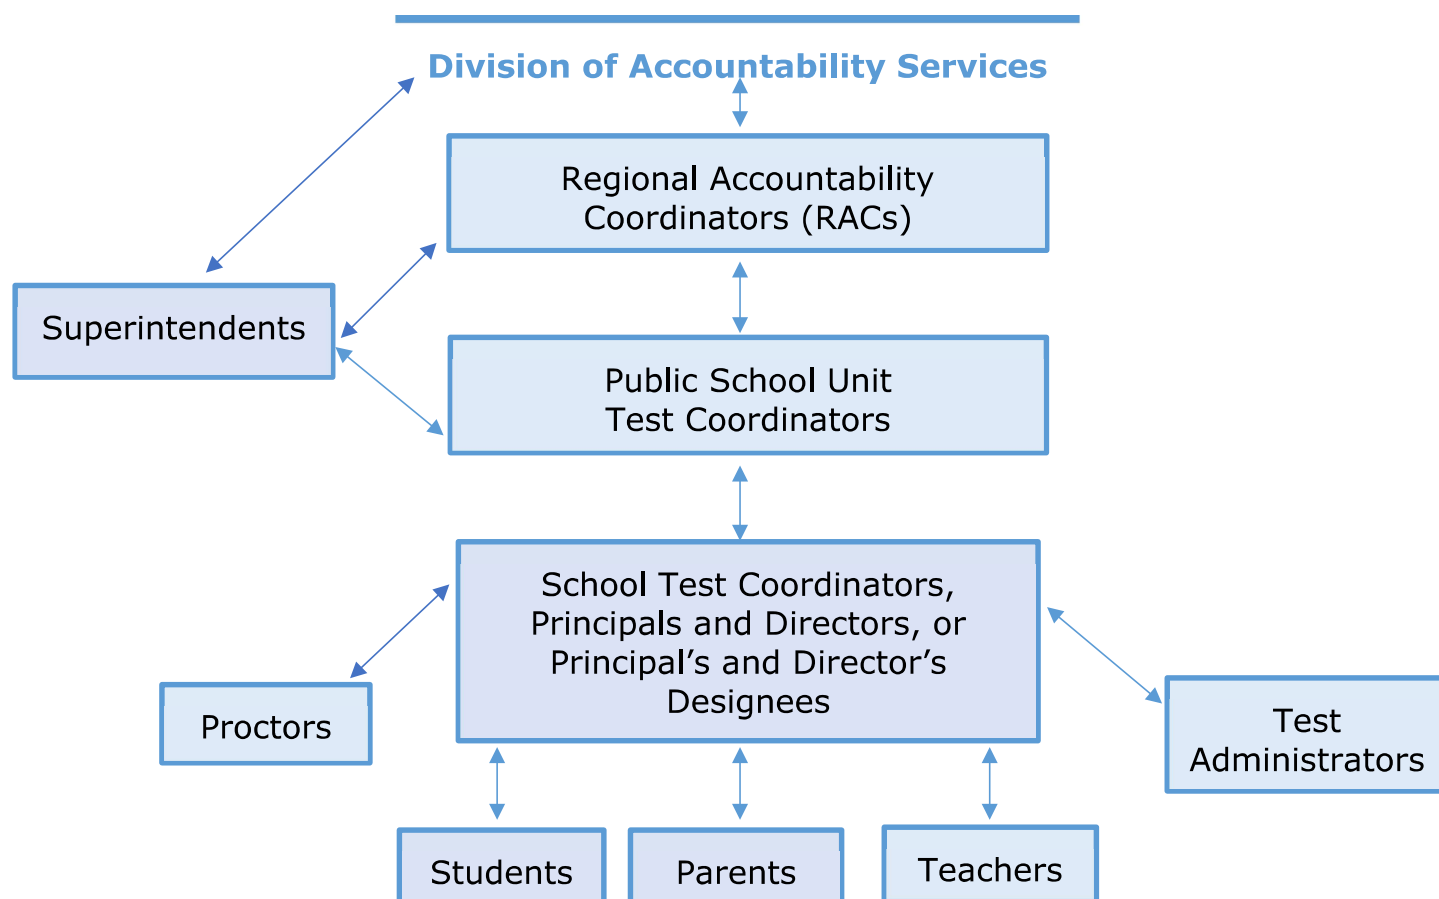 Division of Accountability Services
Regional Accountability
Coordinators (RACs)
Superintendents
Public School Unit
Test Coordinators
School Test Coordinators,
Principals and Directors, or
Principal’s and Director’s
Designees
Proctors
Test
Administrators
Students
Parents
Teachers